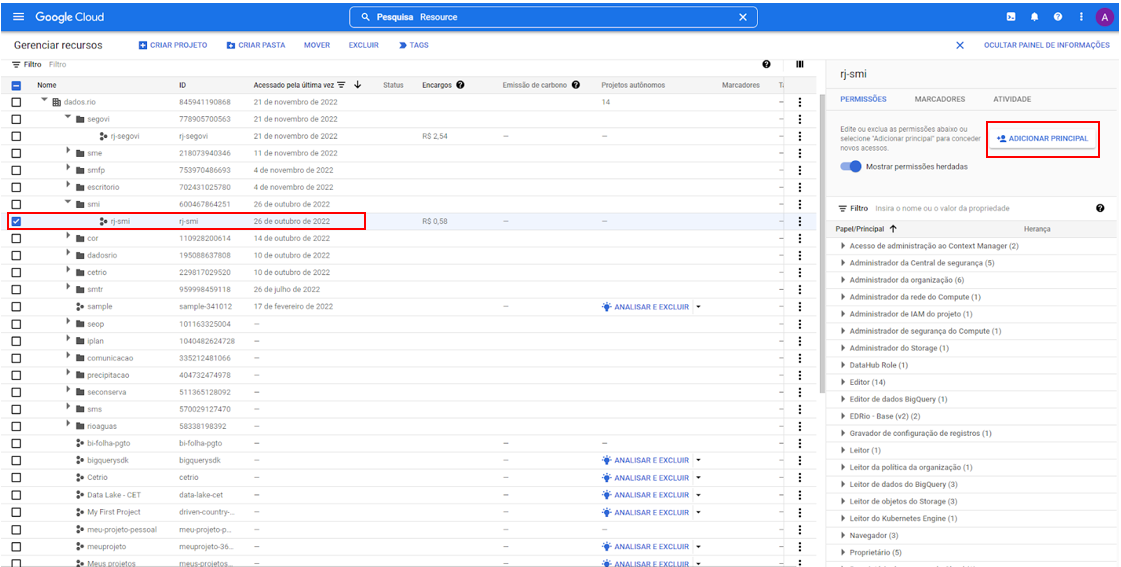 Google Cloud
Pesquisa Resource
A
Gerenciar recursos
CRIAR PROJETO
CRIAR PASTA
MOVER
EXCLUIR
TAGS
OCULTAR PAINEL DE INFORMAÇÕES
Filtro Filtro
Nome ID Acessado pela última vez Status Encargos Emissão de carbono Projetos autônomos Marcadores Ta
dados.rio 845941190868 21 de novembro de 2022 14 –
segovi 778905700563 21 de novembro de 2022 –
rj-segovi rj-segovi 21 de novembro de 2022 R$ 2,54 – – –
sme 218073940346 11 de novembro de 2022 –
smfp 753970486693 4 de novembro de 2022 –
escritorio 702431025780 4 de novembro de 2022 –
smi 600467864251 26 de outubro de 2022 –
rj-smi rj-smi 26 de outubro de 2022 R$ 0,58 – – –
cor 110928200614 14 de outubro de 2022 –
dadosrio 195088637808 10 de outubro de 2022 –
cetrio 229817029520 10 de outubro de 2022 –
smtr 959998459118 26 de julho de 2022 –
sample sample-341012 17 de fevereiro de 2022 – ANALISAR E EXCLUIR –
seop 101163325004 – –
iplan 1040482624728 – –
comunicacao 335212481066 – –
precipitacao 404732474978 – –
seconserva 511365128092 – –
sms 570029127470 – –
rioaguas 58338198392 – –
bi-folha-pgto bi-folha-pgto – – – –
bigquerysdk bigquerysdk – – ANALISAR E EXCLUIR –
Cetrio cetrio – – ANALISAR E EXCLUIR –
Data Lake - CET data-lake-cet – – ANALISAR E EXCLUIR –
My First Project driven-country-... – – ANALISAR E EXCLUIR –
meu-projeto-pessoal meu-projeto-p... – – – –
meuprojeto meuprojeto-36... – – ANALISAR E EXCLUIR –
Meus projetos meus-projetos-... – – ANALISAR E EXCLUIR –
rj-smi
PERMISSÕES MARCADORES ATIVIDADE
Edite ou exclua as permissões abaixo ou
selecione "Adicionar principal" para conceder
novos acessos.
ADICIONAR PRINCIPAL
Mostrar permissões herdadas
Filtro Insira o nome ou o valor da propriedade
Papel/Principal Herança
Acesso de administração ao Context Manager (2)
Administrador da Central de segurança (5)
Administrador da organização (6)
Administrador da rede do Compute (1)
Administrador de IAM do projeto (1)
Administrador de segurança do Compute (1)
Administrador do Storage (1)
DataHub Role (1)
Editor (14)
Editor de dados BigQuery (1)
EDRio - Base (v2) (2)
Gravador de configuração de registros (1)
Leitor (1)
Leitor da política da organização (1)
Leitor de dados do BigQuery (3)
Leitor de objetos do Storage (3)
Leitor do Kubernetes Engine (1)
Navegador (3)
Proprietário (5)